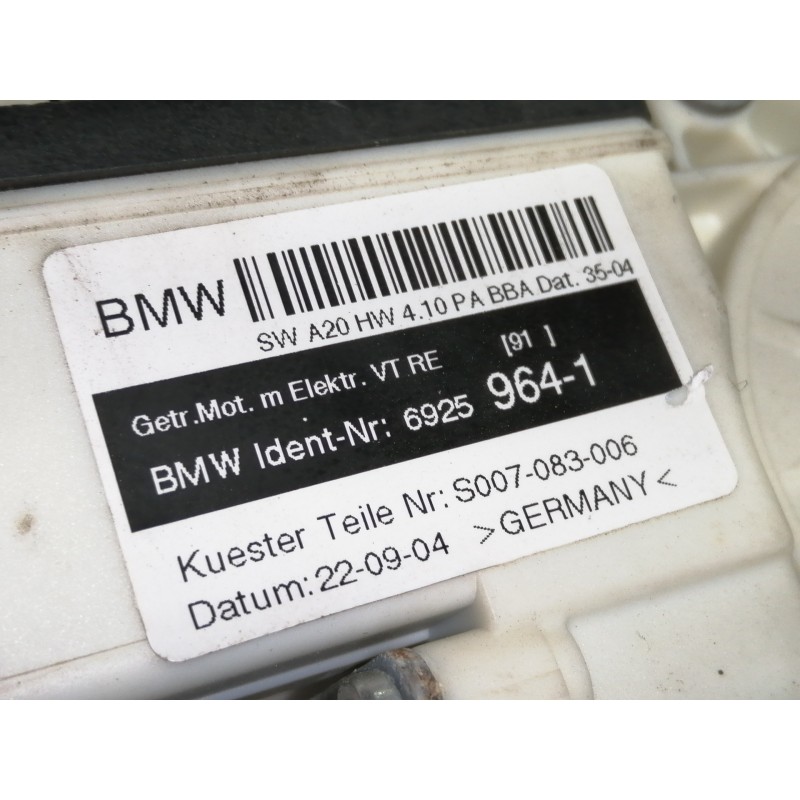 BMW
SW A20 HW 4.10 PA BBA Dat. 35-04
Getr.Mot. m Elektr. VT RE [91 ]
BMW Ident-Nr: 6925 964-1
Kuester Teile Nr: S007-083-006
Datum: 22-09-04 >GERMANY<